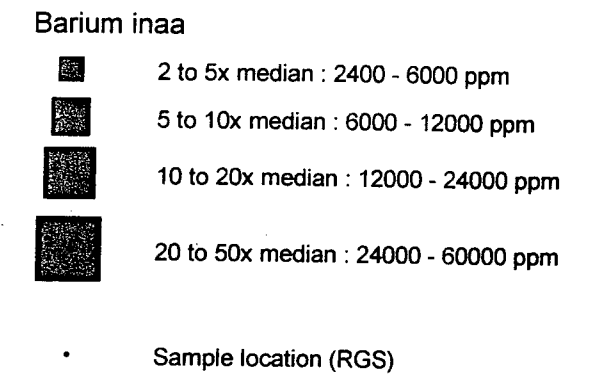 Barium inaa
2 to 5x median : 2400 - 6000 ppm
5 to 10x median : 6000 - 12000 ppm
10 to 20x median : 12000 - 24000 ppm
20 to 50x median : 24000 - 60000 ppm
Sample location (RGS)